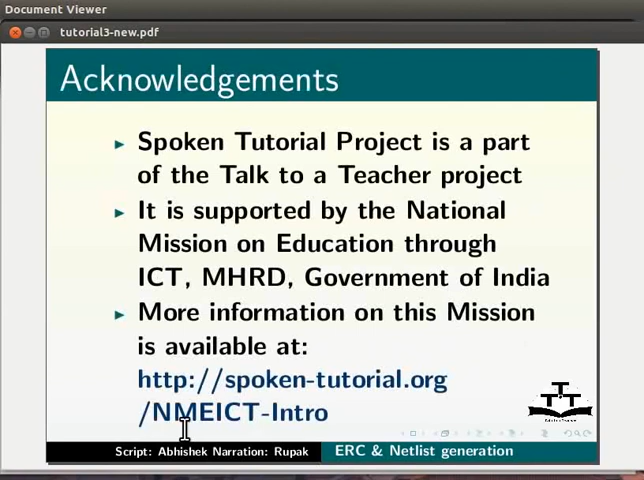 Document Viewer
tutorial3-new.pdf
Acknowledgements
Spoken Tutorial Project is a part
of the Talk to a Teacher project
It is supported by the National
Mission on Education through
ICT, MHRD, Government of India
More information on this Mission
is available at:
http://spoken-tutorial.org
/NMEICT-Intro
Script: Abhishek Narration: Rupak
ERC & Netlist generation